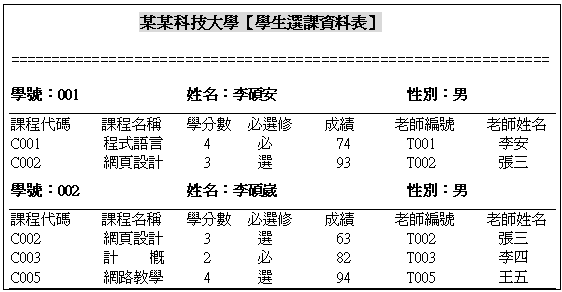 某某科技大學【學生選課資料表】
==================================================================
學號：001 姓名：李碩安 性別：男
課程代碼 課程名稱 學分數 必選修 成績 老師編號 老師姓名
C001 程式語言 4 必 74 T001 李安
C002 網頁設計 3 選 93 T002 張三
學號：002 姓名：李碩崴 性別：男
課程代碼 課程名稱 學分數 必選修 成績 老師編號 老師姓名
C002 網頁設計 3 選 63 T002 張三
C003 計 概 2 必 82 T003 李四
C005 網路教學 4 選 94 T005 王五